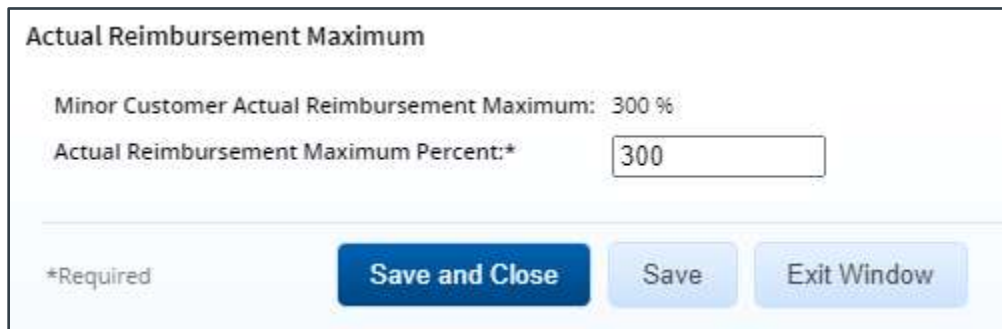 Actual Reimbursement Maximum
Minor Customer Actual Reimbursement Maximum: 300 %
Actual Reimbursement Maximum Percent:* 300
*Required Save and Close Save Exit Window